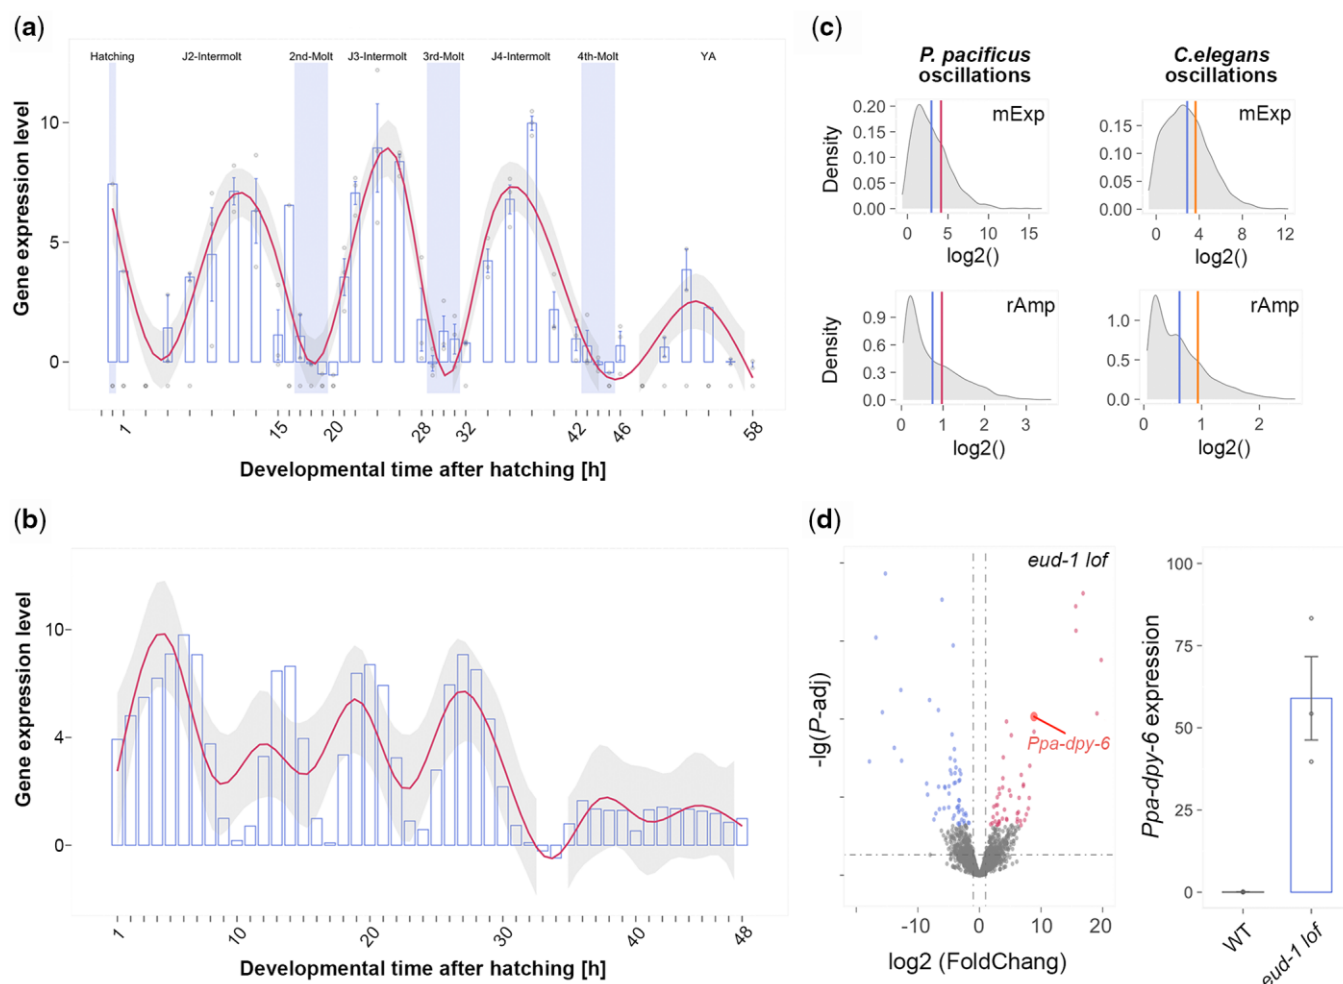 (a)
Hatching J2-Intermolt 2nd-Molt J3-Intermolt 3rd-Molt J4-Intermolt 4th-Molt YA
Gene expression level
10
5
0
1 15 20 28 32 42 46 58
Developmental time after hatching [h]
(b)
Gene expression level
10
4
0
1 10 20 30 40 48
Developmental time after hatching [h]
(c)
P. pacificus
oscillations
C.elegans
oscillations
mExp
Density
0.20
0.15
0.10
0.05
0.00
0 5 10 15
log2()
mExp
0.15
0.10
0.05
0.00
0 4 8 12
log2()
rAmp
Density
0.9
0.6
0.3
0.0
0 1 2 3
log2()
rAmp
1.0
0.5
0.0
0 1 2
log2()
(d)
eud-1 lof
-lg(P-adj)
Ppa-dpy-6
-10 0 10 20
log2 (FoldChang)
Ppa-dpy-6 expression
100
75
50
25
0
WT eud-1 lof